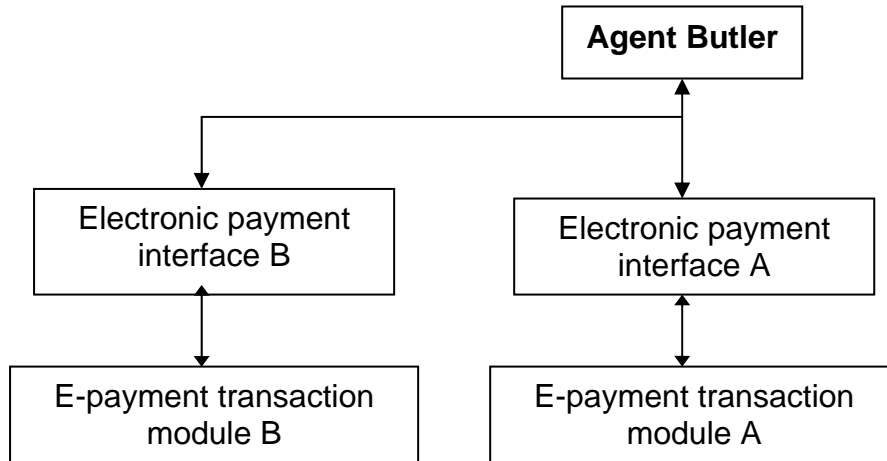 Agent Butler
Electronic payment
interface B
Electronic payment
interface A
E-payment transaction
module B
E-payment transaction
module A